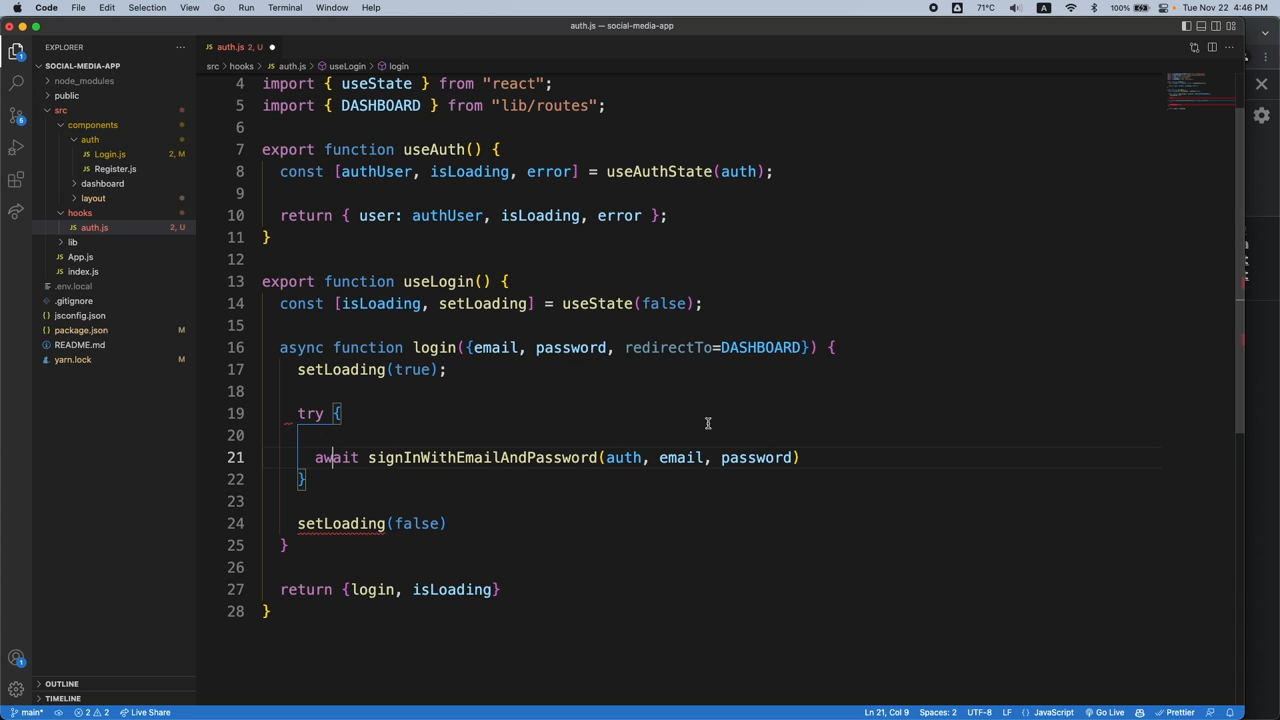 Code File Edit Selection View Go Run Terminal Window Help 71°C A 100% Tue Nov 22 4:46 PM
auth.js — social-media-app
EXPLORER
auth.js 2, U
SOCIAL-MEDIA-APP
src > hooks > JS auth.js > useLogin > login
node_modules
public
src
components
auth
JS Login.js 2, M
JS Register.js
dashboard
layout
hooks
JS auth.js 2, U
lib
JS App.js
JS index.js
.env.local
.gitignore
jsconfig.json
package.json M
README.md
yarn.lock M
OUTLINE
TIMELINE
4 import { useState } from "react";
5 import { DASHBOARD } from "lib/routes";
6
7 export function useAuth() {
8 const [authUser, isLoading, error] = useAuthState(auth);
9
10 return { user: authUser, isLoading, error };
11 }
12
13 export function useLogin() {
14 const [isLoading, setLoading] = useState(false);
15
16 async function login({email, password, redirectTo=DASHBOARD}) {
17 setLoading(true);
18
19 try {
20
21 await signInWithEmailAndPassword(auth, email, password)
22 }
23
24 setLoading(false)
25 }
26
27 return {login, isLoading}
28 }
main* 2 2 Live Share Ln 21, Col 9 Spaces: 2 UTF-8 LF {} JavaScript Go Live Prettier